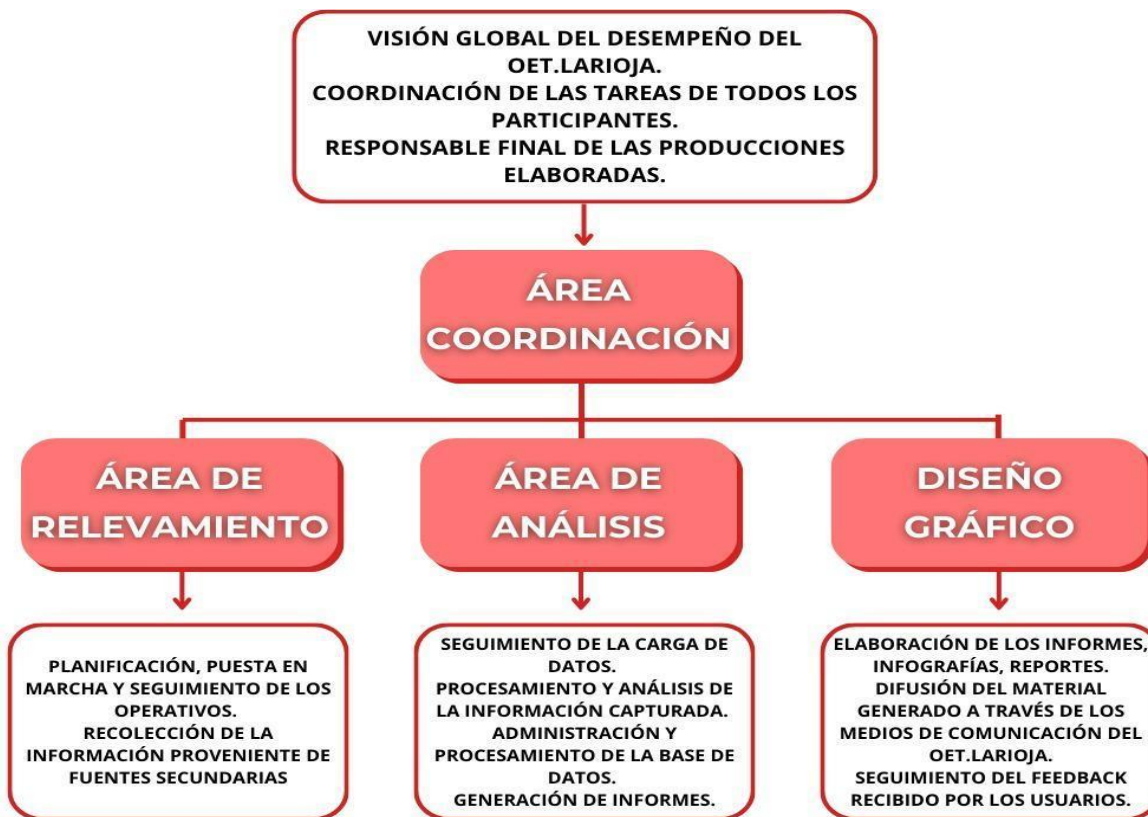 VISIÓN GLOBAL DEL DESEMPEÑO DEL
OET.LARIOJA.
COORDINACIÓN DE LAS TAREAS DE TODOS LOS
PARTICIPANTES.
RESPONSABLE FINAL DE LAS PRODUCCIONES
ELABORADAS.
ÁREA
COORDINACIÓN
ÁREA DE
RELEVAMIENTO
ÁREA DE
ANÁLISIS
DISEÑO
GRÁFICO
PLANIFICACIÓN, PUESTA EN
MARCHA Y SEGUIMIENTO DE LOS
OPERATIVOS.
RECOLECCIÓN DE LA
INFORMACIÓN PROVENIENTE DE
FUENTES SECUNDARIAS
SEGUIMIENTO DE LA CARGA DE
DATOS.
PROCESAMIENTO Y ANÁLISIS DE
LA INFORMACIÓN CAPTURADA.
ADMINISTRACIÓN Y
PROCESAMIENTO DE LA BASE DE
DATOS.
GENERACIÓN DE INFORMES.
ELABORACIÓN DE LOS INFORMES,
INFOGRAFÍAS, REPORTES.
DIFUSIÓN DEL MATERIAL
GENERADO A TRAVÉS DE LOS
MEDIOS DE COMUNICACIÓN DEL
OET.LARIOJA.
SEGUIMIENTO DEL FEEDBACK
RECIBIDO POR LOS USUARIOS.